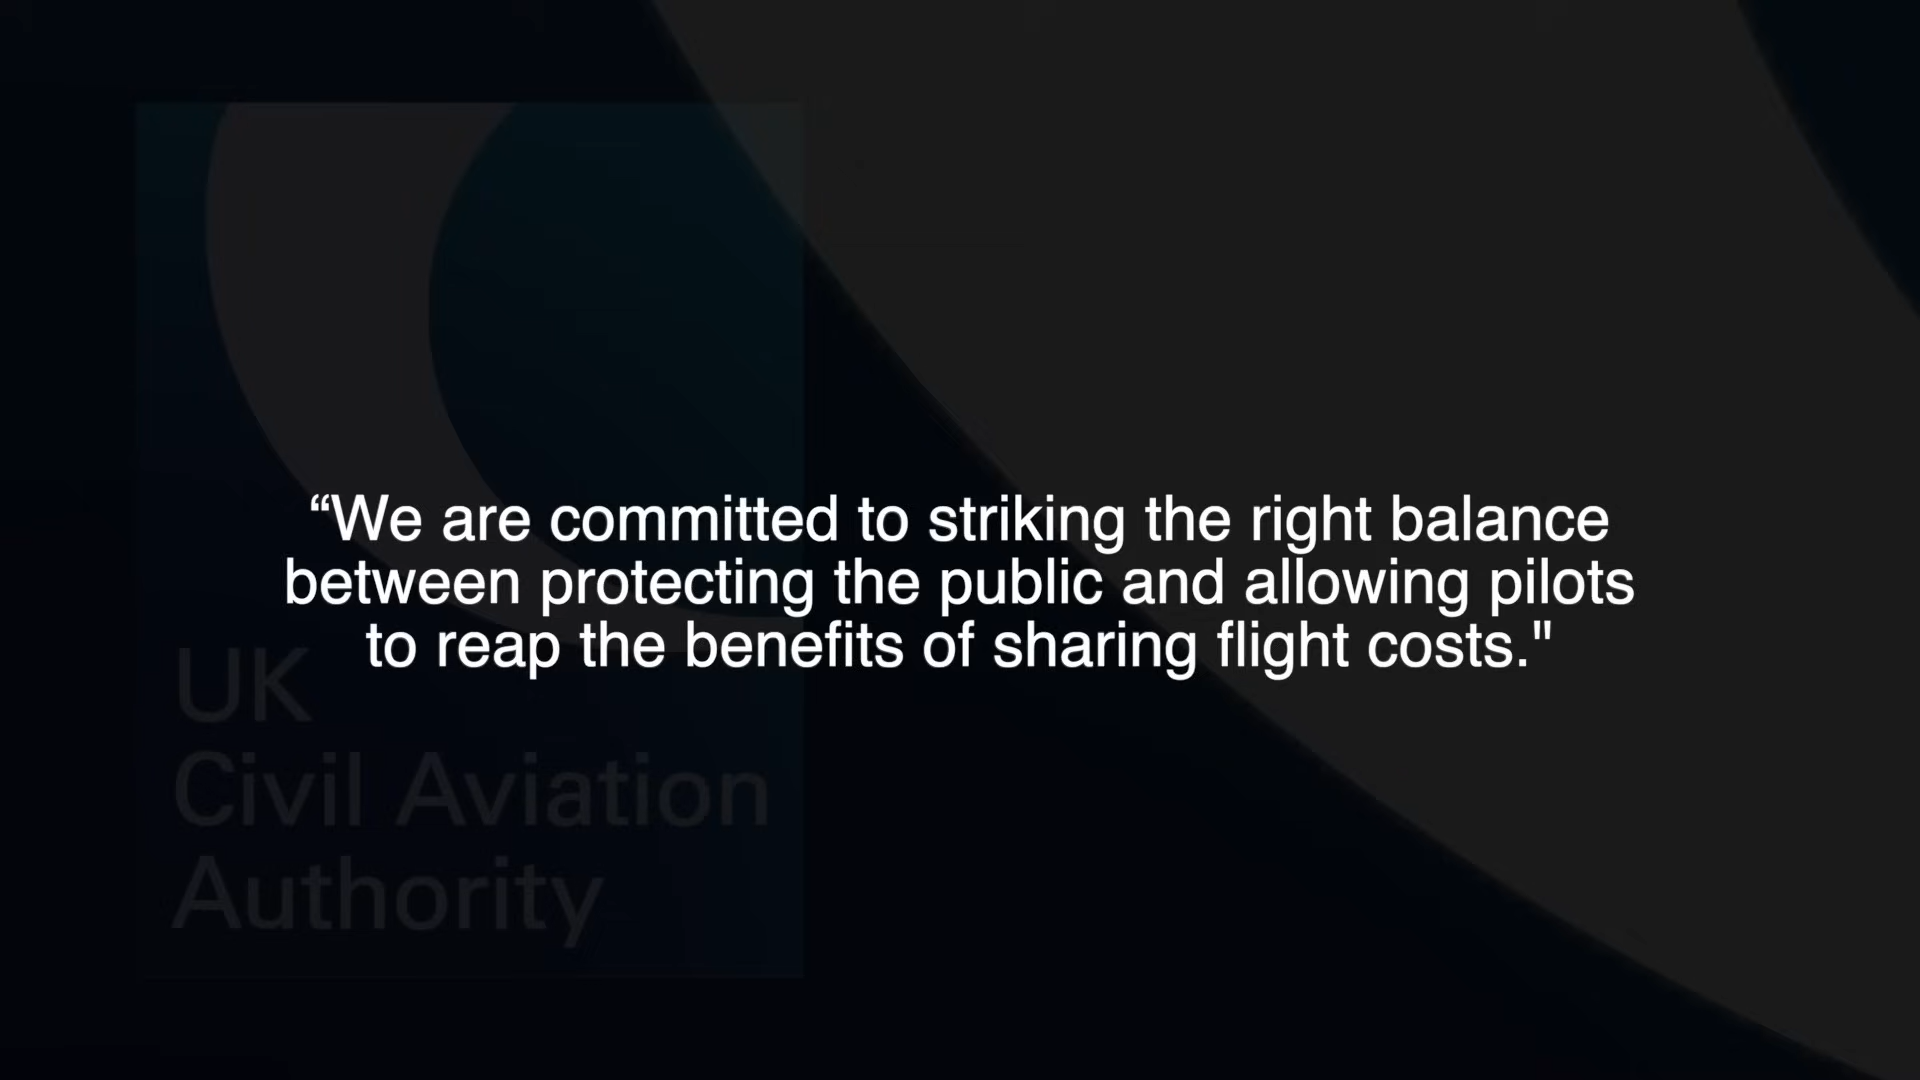 “We are committed to striking the right balance
between protecting the public and allowing pilots
to reap the benefits of sharing flight costs."
UK
Civil Aviation
Authority